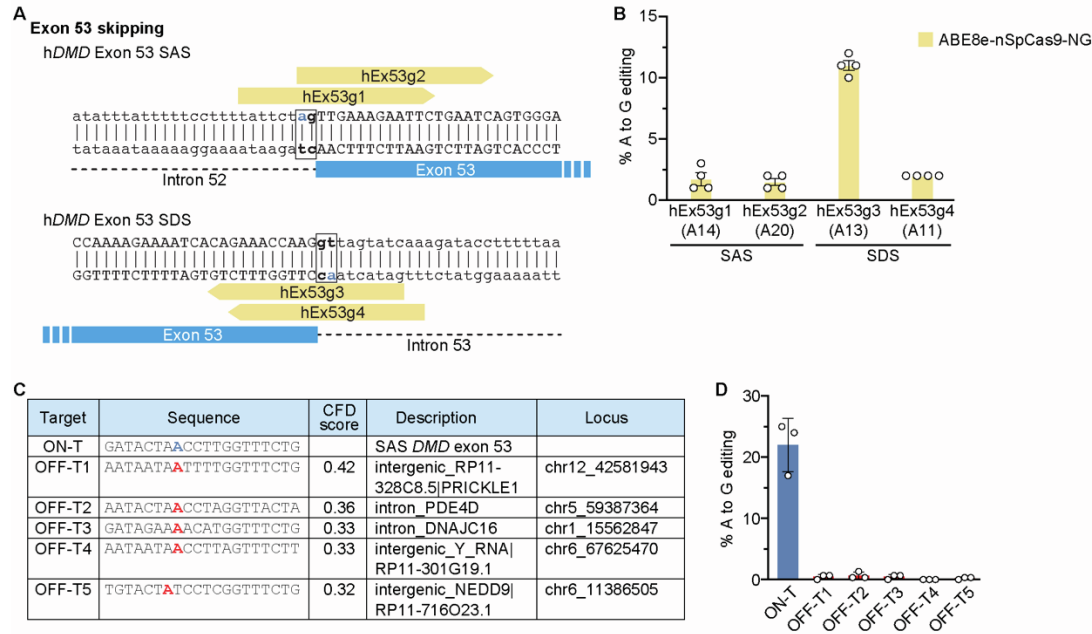 A
Exon 53 skipping
hDMD Exon 53 SAS
hEx53g2
hEx53g1
atatttatttttccttttattctagTTGAAAGAATTCTGAATCAGTGGGA
tataaataaaaaggaaaataagatcAACTTTCTTAAGTCTTAGTCACCCT
Intron 52
Exon 53
hDMD Exon 53 SDS
CCAAAAGAAAATCACAGAAACCAAGgttagtatcaaagatacctttttaa
GGTTTTCTTTTAGTGTCTTTGGTTCcaatcatagtttctatggaaaaatt
hEx53g3
hEx53g4
Exon 53
Intron 53
B
ABE8e-nSpCas9-NG
% A to G editing
15
10
5
0
hEx53g1 hEx53g2 hEx53g3 hEx53g4
(A14) (A20) (A13) (A11)
SAS SDS
C
Target Sequence CFD score Description Locus
ON-T GATACTAACCTTGGTTTCTG SAS DMD exon 53
OFF-T1 AATAATAATTTTGGTTTCTG 0.42 intergenic_RP11-
328C8.5|PRICKLE1 chr12_42581943
OFF-T2 AATACTAACCTAGGTTACTA 0.36 intron_PDE4D chr5_59387364
OFF-T3 GATAGAAAACATGGTTTCTG 0.33 intron_DNAJC16 chr1_15562847
OFF-T4 AATAATAACCTTAGTTTCTT 0.33 intergenic_Y_RNA|
RP11-301G19.1 chr6_67625470
OFF-T5 TGTACTATCCTCGGTTTCTG 0.32 intergenic_NEDD9|
RP11-716O23.1 chr6_11386505
D
% A to G editing
30
20
10
0
ON-T OFF-T1 OFF-T2 OFF-T3 OFF-T4 OFF-T5